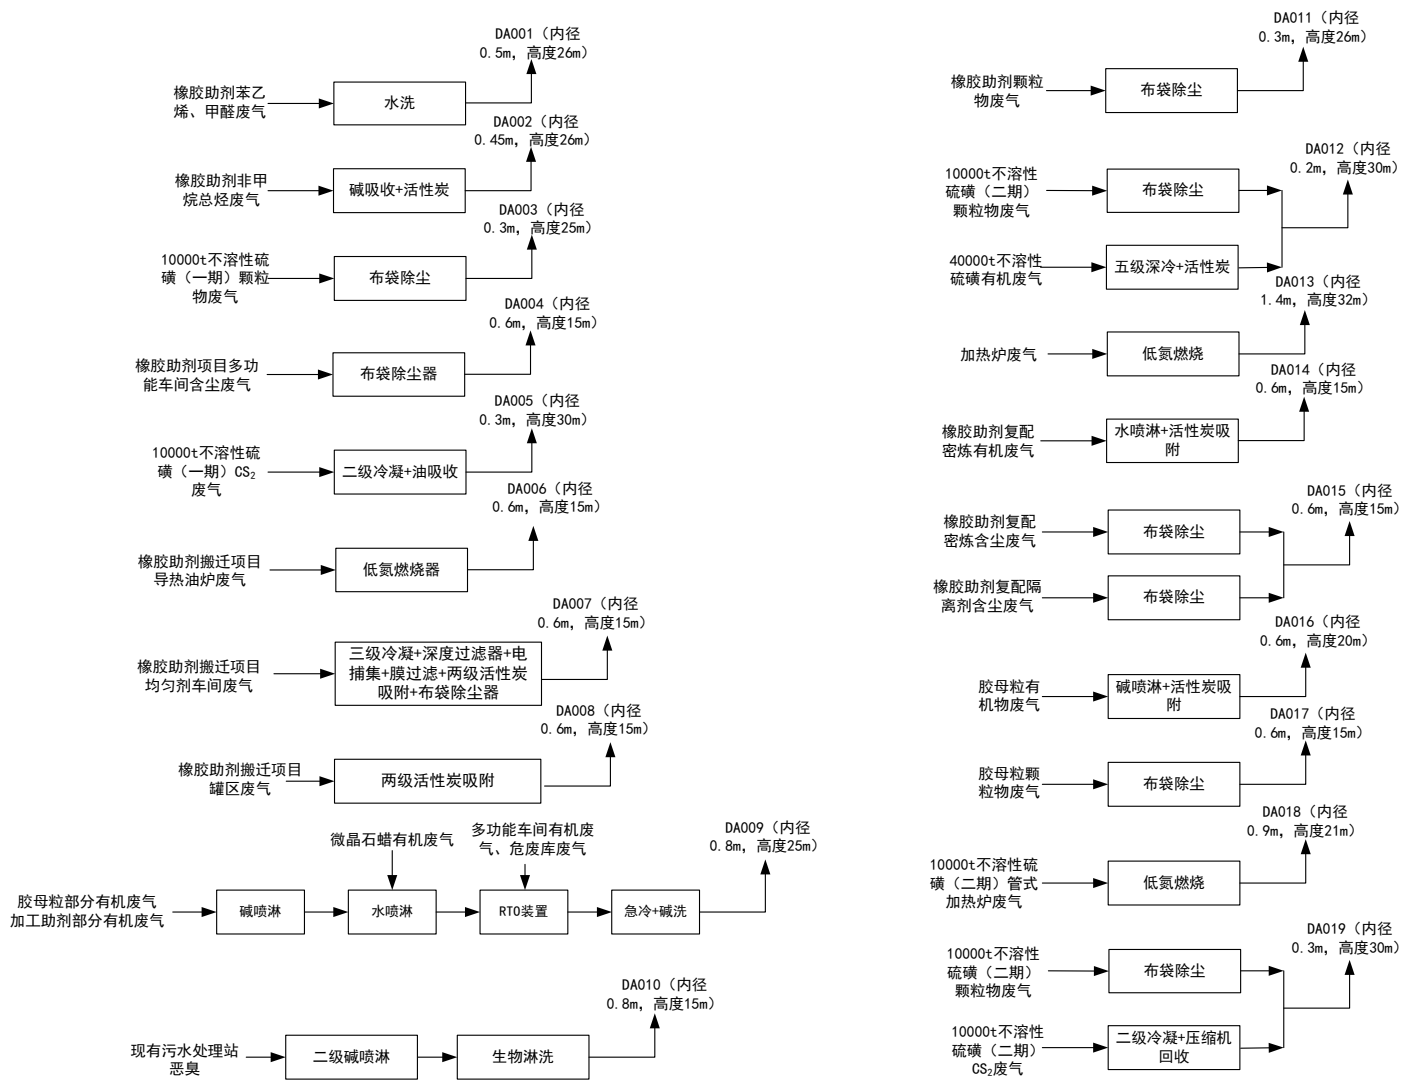 DA001（内径
0.5m，高度26m）
橡胶助剂苯乙
烯、甲醛废气
水洗
DA002（内径
0.45m，高度26m）
橡胶助剂非甲
烷总烃废气
碱吸收+活性炭
DA003（内径
0.3m，高度25m）
10000t不溶性硫
磺（一期）颗粒
物废气
布袋除尘
DA004（内径
0.6m，高度15m）
橡胶助剂项目多功
能车间含尘废气
布袋除尘器
DA005（内径
0.3m，高度30m）
10000t不溶性硫
磺（一期）CS₂
废气
二级冷凝+油吸收
DA006（内径
0.6m，高度15m）
橡胶助剂搬迁项目
导热油炉废气
低氮燃烧器
DA007（内径
0.6m，高度15m）
橡胶助剂搬迁项目
均匀剂车间废气
三级冷凝+深度过滤器+电
捕集+膜过滤+两级活性炭
吸附+布袋除尘器
DA008（内径
0.6m，高度15m）
橡胶助剂搬迁项目
罐区废气
两级活性炭吸附
微晶石蜡有机废气
多功能车间有机废
气、危废库废气
DA009（内径
0.8m，高度25m）
胶母粒部分有机废气
加工助剂部分有机废气
碱喷淋
水喷淋
RTO装置
急冷+碱洗
DA010（内径
0.8m，高度15m）
现有污水处理站
恶臭
二级碱喷淋
生物淋洗
DA011（内径
0.3m，高度26m）
橡胶助剂颗粒
物废气
布袋除尘
DA012（内径
0.2m，高度30m）
10000t不溶性
硫磺（二期）
颗粒物废气
布袋除尘
40000t不溶性
硫磺有机废气
五级深冷+活性炭
DA013（内径
1.4m，高度32m）
加热炉废气
低氮燃烧
DA014（内径
0.6m，高度15m）
橡胶助剂复配
密炼有机废气
水喷淋+活性炭吸
附
DA015（内径
0.6m，高度15m）
橡胶助剂复配
密炼含尘废气
布袋除尘
橡胶助剂复配隔
离剂含尘废气
布袋除尘
DA016（内径
0.6m，高度20m）
胶母粒有
机物废气
碱喷淋+活性炭吸
附
DA017（内径
0.6m，高度15m）
胶母粒颗
粒物废气
布袋除尘
DA018（内径
0.9m，高度21m）
10000t不溶性硫
磺（二期）管式
加热炉废气
低氮燃烧
DA019（内径
0.3m，高度30m）
10000t不溶性
硫磺（二期）
颗粒物废气
布袋除尘
10000t不溶性
硫磺（二期）
CS₂废气
二级冷凝+压缩机
回收